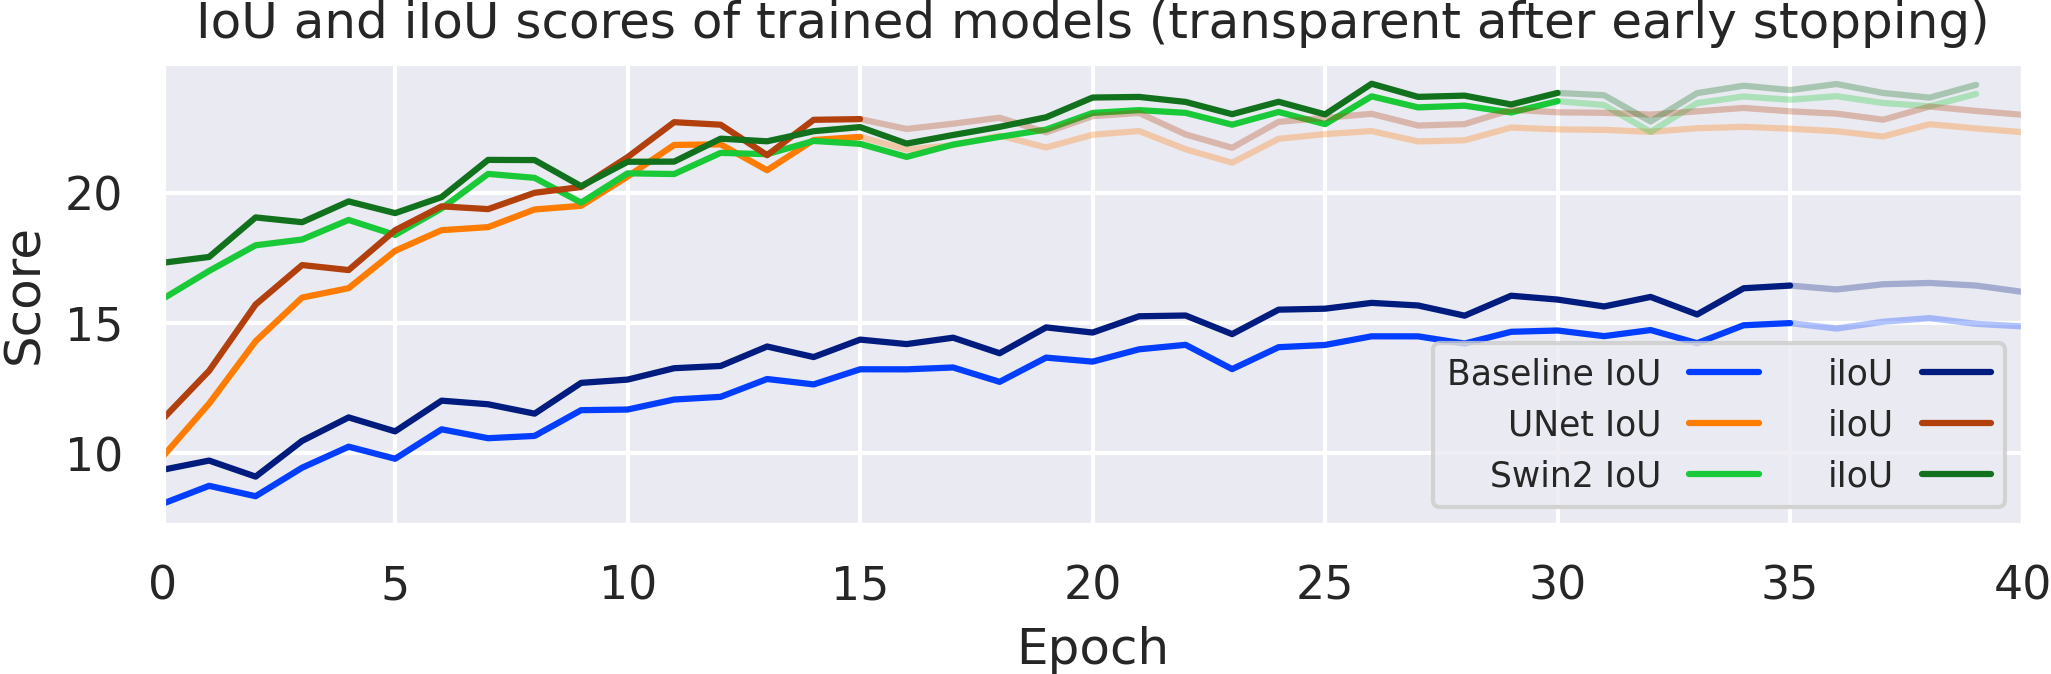 IoU and iIoU scores of trained models (transparent after early stopping)
20
15
10
Score
Baseline IoU iIoU
UNet IoU iIoU
Swin2 IoU iIoU
0 5 10 15 20 25 30 35 40
Epoch